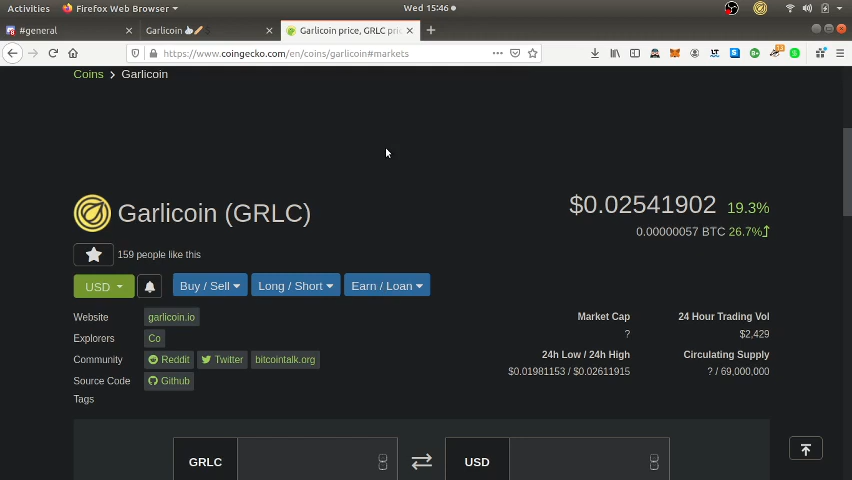 Activities Firefox Web Browser Wed 15:46
#general Garlicoin Garlicoin price, GRLC pric
https://www.coingecko.com/en/coins/garlicoin#markets
Coins > Garlicoin
Garlicoin (GRLC) $0.02541902 19.3%
0.00000057 BTC 26.7%
159 people like this
USD Buy / Sell Long / Short Earn / Loan
Website garlicoin.io Market Cap 24 Hour Trading Vol
Explorers Co ? $2,429
Community Reddit Twitter bitcointalk.org 24h Low / 24h High Circulating Supply
$0.01981153 / $0.02611915 ? / 69,000,000
Source Code Github
Tags
GRLC USD